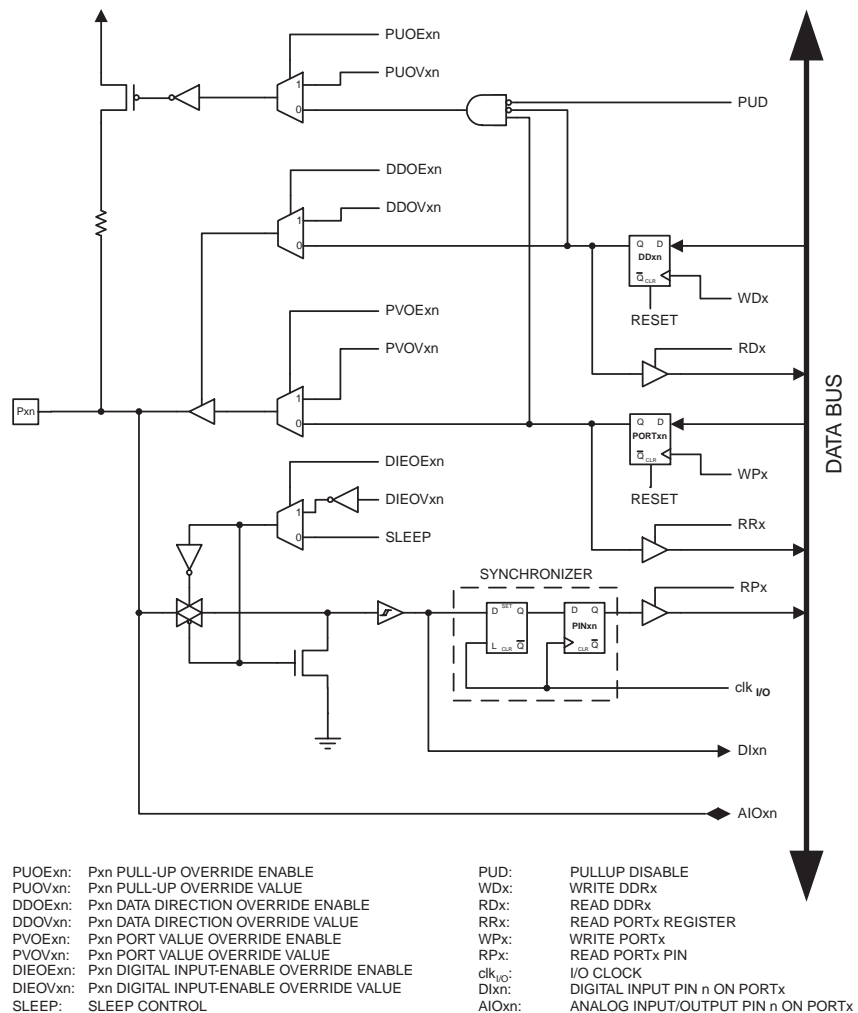 PUOExn
PUOVxn
1
0
PUD
DDOExn
DDOVxn
1
0
Q D
DDxn
Q CLR
WDx
RESET
RDx
PVOExn
PVOVxn
1
0
Pxn
Q D
PORTxn
Q CLR
WPx
RESET
RRx
DATA BUS
DIEOExn
DIEOVxn
1
0
SLEEP
SYNCHRONIZER
RPx
D SET Q
L CLR Q
D Q
PINxn
CLR Q
clk I/O
DIxn
AIOxn
PUOExn: Pxn PULL-UP OVERRIDE ENABLE
PUOVxn: Pxn PULL-UP OVERRIDE VALUE
DDOExn: Pxn DATA DIRECTION OVERRIDE ENABLE
DDOVxn: Pxn DATA DIRECTION OVERRIDE VALUE
PVOExn: Pxn PORT VALUE OVERRIDE ENABLE
PVOVxn: Pxn PORT VALUE OVERRIDE VALUE
DIEOExn: Pxn DIGITAL INPUT-ENABLE OVERRIDE ENABLE
DIEOVxn: Pxn DIGITAL INPUT-ENABLE OVERRIDE VALUE
SLEEP: SLEEP CONTROL
PUD: PULLUP DISABLE
WDx: WRITE DDRx
RDx: READ DDRx
RRx: READ PORTx REGISTER
WPx: WRITE PORTx
RPx: READ PORTx PIN
clkI/O: I/O CLOCK
DIxn: DIGITAL INPUT PIN n ON PORTx
AIOxn: ANALOG INPUT/OUTPUT PIN n ON PORTx